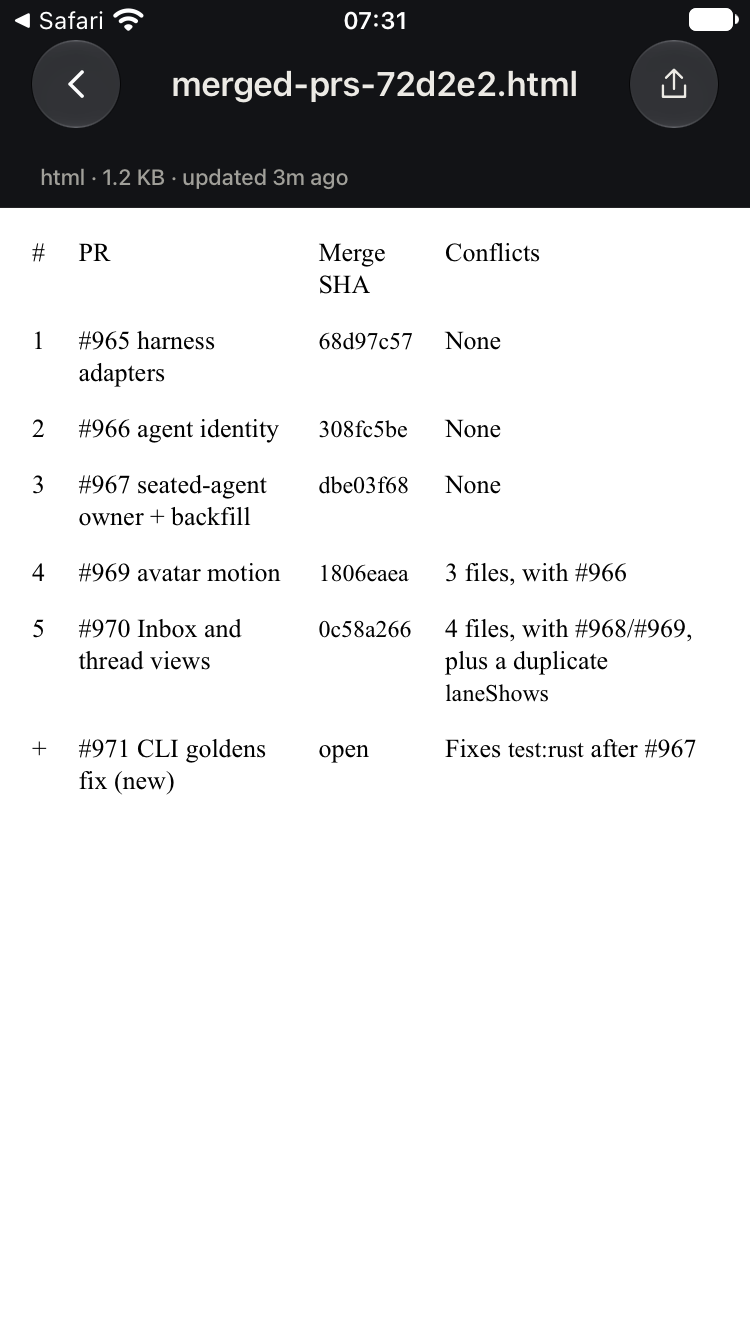 Safari
07:31
merged-prs-72d2e2.html
html · 1.2 KB · updated 3m ago
# PR Merge SHA Conflicts
1 #965 harness adapters 68d97c57 None
2 #966 agent identity 308fc5be None
3 #967 seated-agent owner + backfill dbe03f68 None
4 #969 avatar motion 1806eaea 3 files, with #966
5 #970 Inbox and thread views 0c58a266 4 files, with #968/#969, plus a duplicate laneShows
+ #971 CLI goldens fix (new) open Fixes test:rust after #967